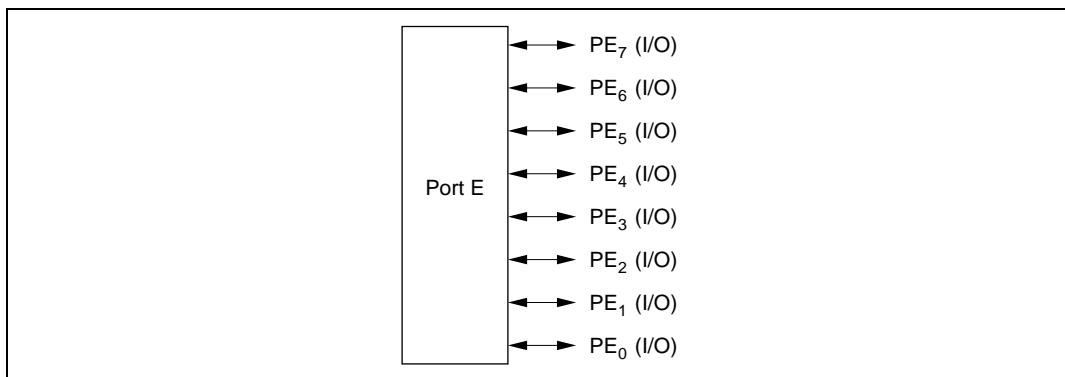 PE7 (I/O)
PE6 (I/O)
PE5 (I/O)
PE4 (I/O)
Port E
PE3 (I/O)
PE2 (I/O)
PE1 (I/O)
PE0 (I/O)